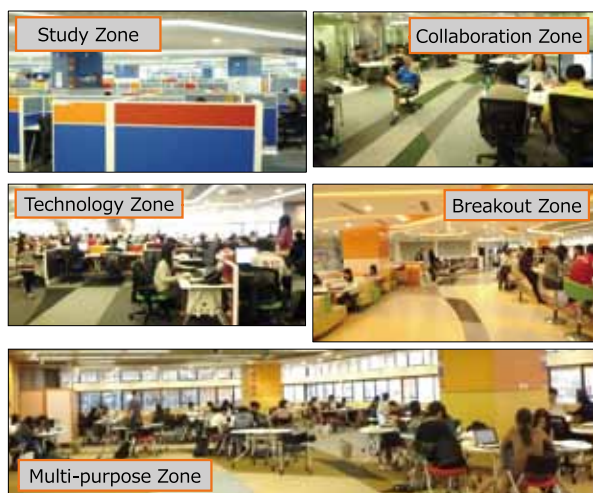 Study Zone
Collaboration Zone
Technology Zone
Breakout Zone
Multi-purpose Zone